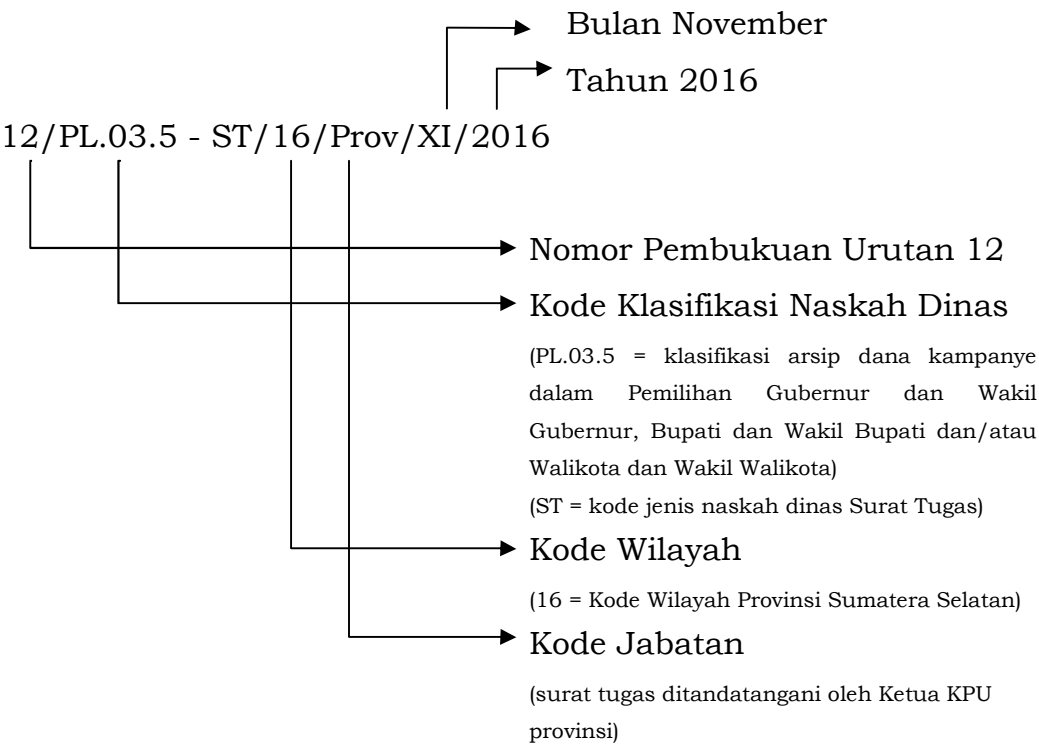 Bulan November
Tahun 2016
12/PL.03.5 - ST/16/Prov/XI/2016
Nomor Pembukuan Urutan 12
Kode Klasifikasi Naskah Dinas
(PL.03.5 = klasifikasi arsip dana kampanye
dalam Pemilihan Gubernur dan Wakil
Gubernur, Bupati dan Wakil Bupati dan/atau
Walikota dan Wakil Walikota)
(ST = kode jenis naskah dinas Surat Tugas)
Kode Wilayah
(16 = Kode Wilayah Provinsi Sumatera Selatan)
Kode Jabatan
(surat tugas ditandatangani oleh Ketua KPU
provinsi)